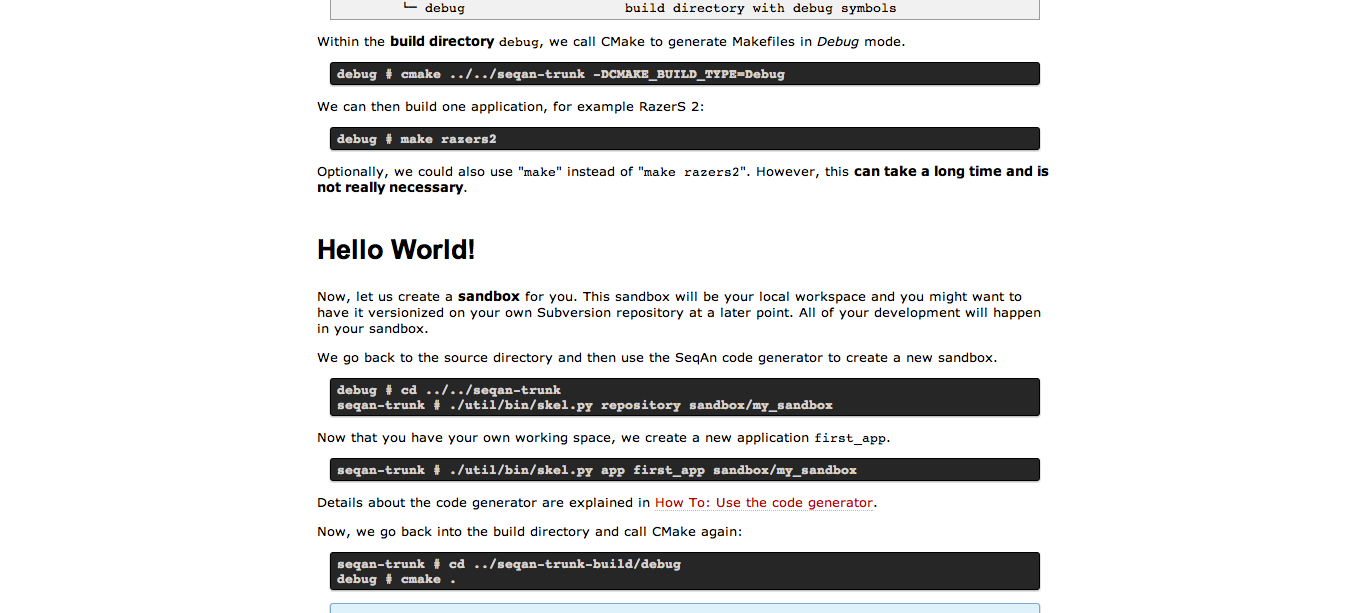 └─ debug build directory with debug symbols
Within the build directory debug, we call CMake to generate Makefiles in Debug mode.
debug # cmake ../../seqan-trunk -DCMAKE_BUILD_TYPE=Debug
We can then build one application, for example RazerS 2:
debug # make razers2
Optionally, we could also use "make" instead of "make razers2". However, this can take a long time and is
not really necessary.
Hello World!
Now, let us create a sandbox for you. This sandbox will be your local workspace and you might want to
have it versionized on your own Subversion repository at a later point. All of your development will happen
in your sandbox.
We go back to the source directory and then use the SeqAn code generator to create a new sandbox.
debug # cd ../../seqan-trunk
seqan-trunk # ./util/bin/skel.py repository sandbox/my_sandbox
Now that you have your own working space, we create a new application first_app.
seqan-trunk # ./util/bin/skel.py app first_app sandbox/my_sandbox
Details about the code generator are explained in How To: Use the code generator.
Now, we go back into the build directory and call CMake again:
seqan-trunk # cd ../seqan-trunk-build/debug
debug # cmake .